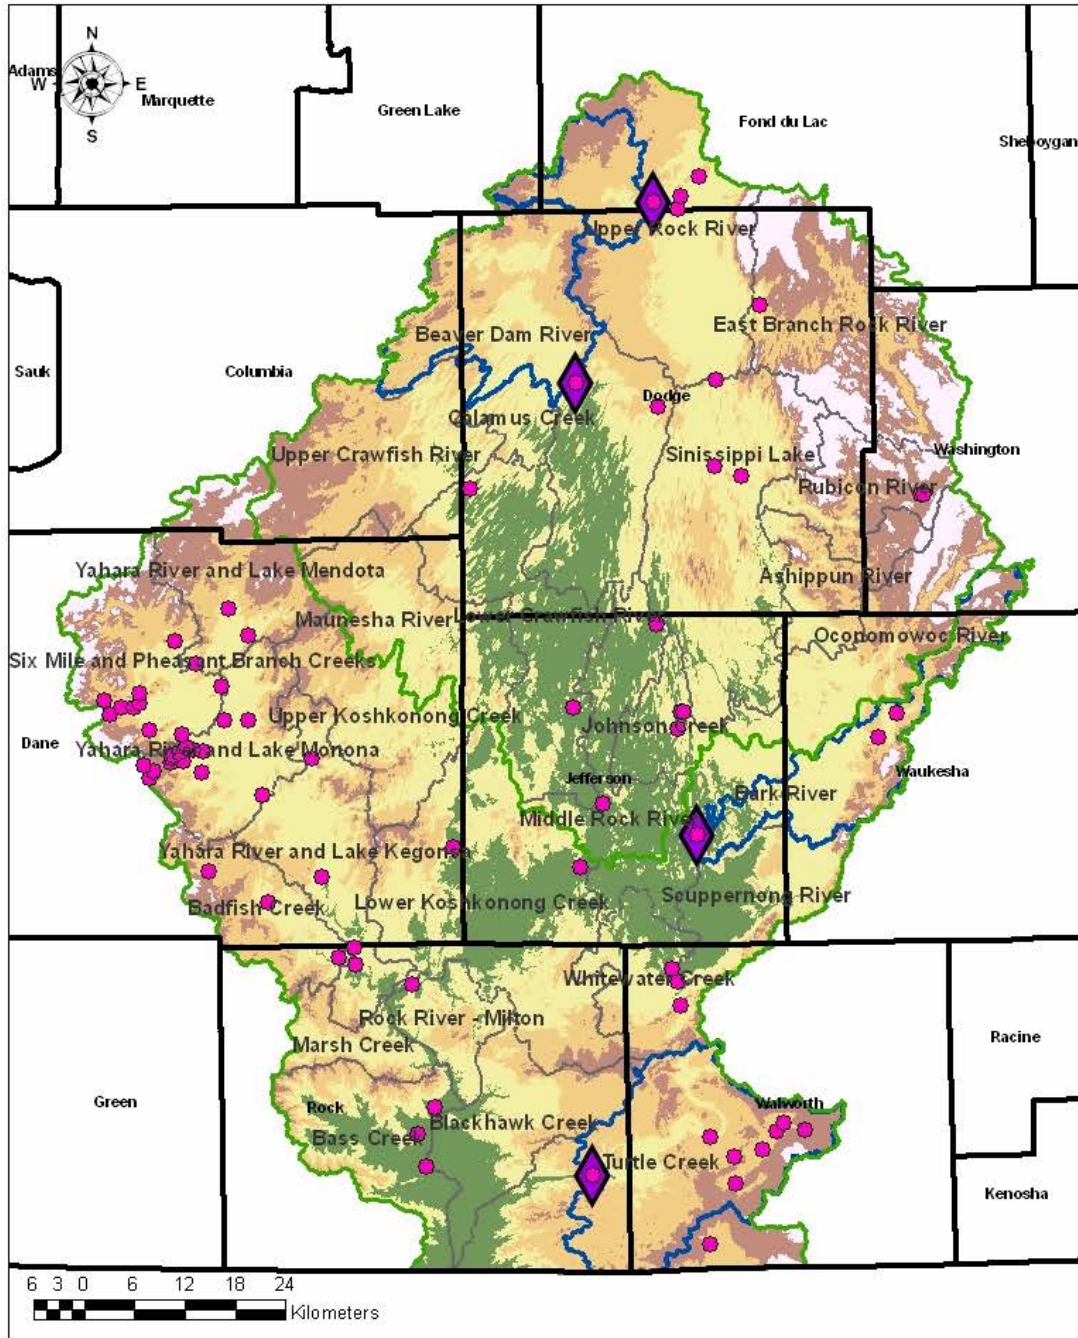 N
Adams
W E
Marquette
S
Green Lake
Fond du Lac
Sheboygan
Upper Rock River
Beaver Dam River
East Branch Rock River
Sauk
Columbia
Dodge
Calamus Creek
Upper Crawfish River
Sinissippi Lake
Washington
Rubicon River
Yahara River and Lake Mendota
Ashippun River
Maunesha River
Lower Crawfish River
Oconomowoc River
Six Mile and Pheasant Branch Creeks
Upper Koshkonong Creek
Johnson Creek
Dane
Yahara River and Lake Monona
Jefferson
Waukesha
Bark River
Middle Rock River
Yahara River and Lake Kegonsa
Scuppernong River
Badfish Creek
Lower Koshkonong Creek
Whitewater Creek
Rock River - Milton
Marsh Creek
Racine
Green
Rock
Walworth
Blackhawk Creek
Bass Creek
Turtle Creek
Kenosha
6 3 0 6 12 18 24
Kilometers